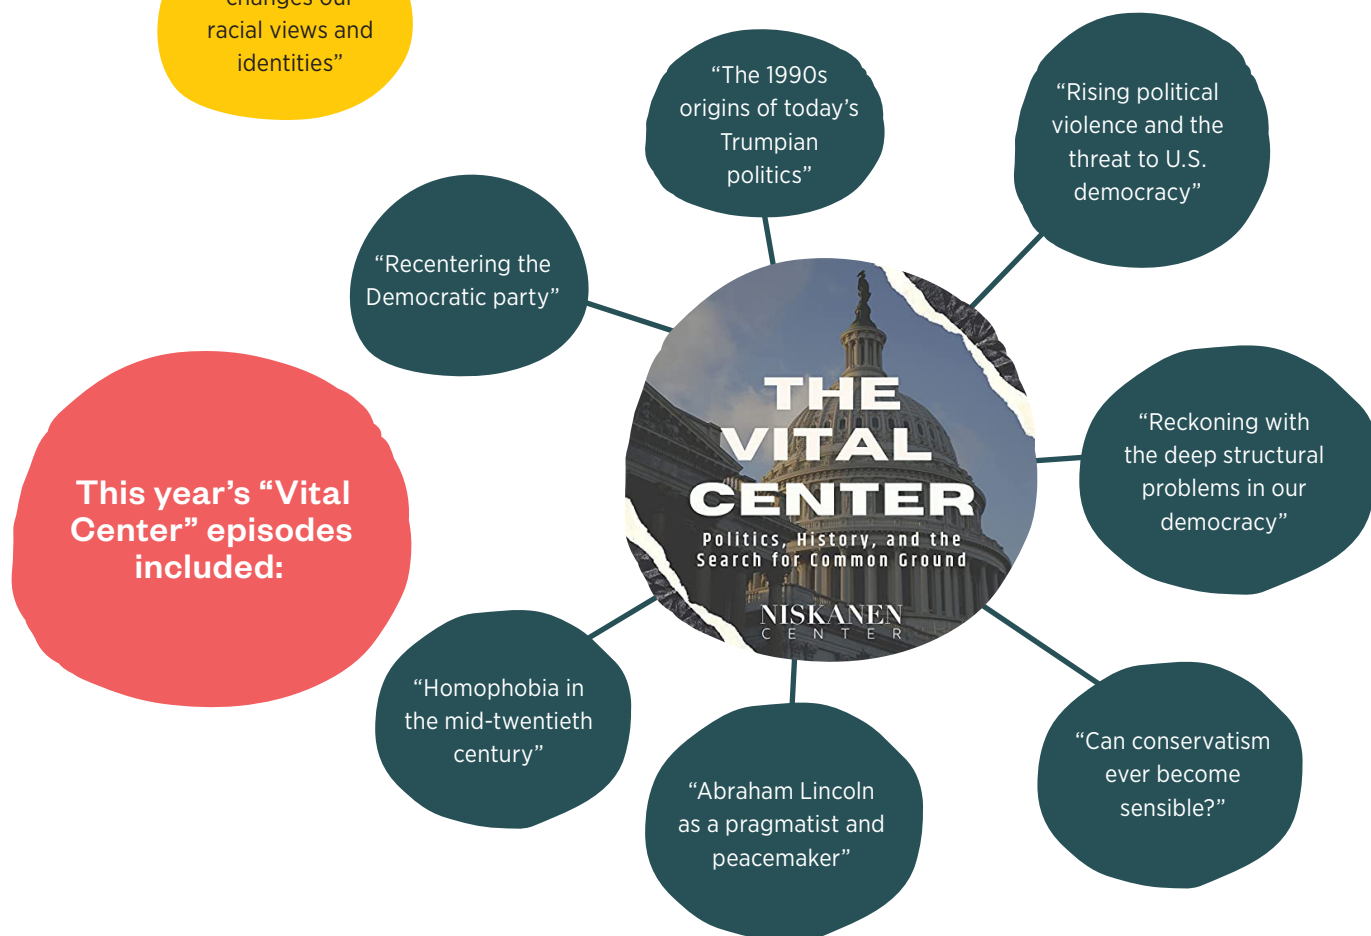 changes our
racial views and
identities”
“The 1990s
origins of today’s
Trumpian
politics”
“Rising political
violence and the
threat to U.S.
democracy”
“Recentering the
Democratic party”
THE
VITAL
CENTER
Politics, History, and the
Search for Common Ground
NISKANEN
CENTER
“Reckoning with
the deep structural
problems in our
democracy”
This year’s “Vital
Center” episodes
included:
“Homophobia in
the mid-twentieth
century”
“Abraham Lincoln
as a pragmatist and
peacemaker”
“Can conservatism
ever become
sensible?”